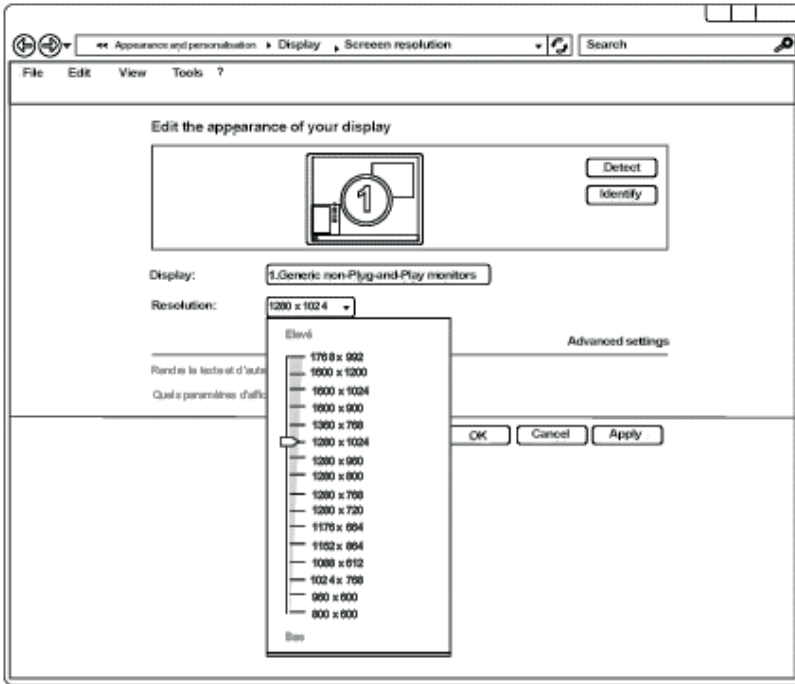 ◂◂ Appearance and personalisation ▸ Display ▸ Screeen resolution
Search
File Edit View Tools ?
Edit the appearance of your display
1
Detect
Identify
Display: 1.Generic non-Plug-and-Play monitors
Resolution: 1280 x 1024
Elevé
Advanced settings
1768 x 992
Rendre le texte et d'aute
1600 x 1200
Quels paramètres d'affic
1600 x 1024
1600 x 900
1360 x 768
1280 x 1024
OK Cancel Apply
1280 x 960
1280 x 800
1280 x 768
1280 x 720
1176 x 664
1152 x 864
1088 x 612
1024 x 768
960 x 600
800 x 600
Bas